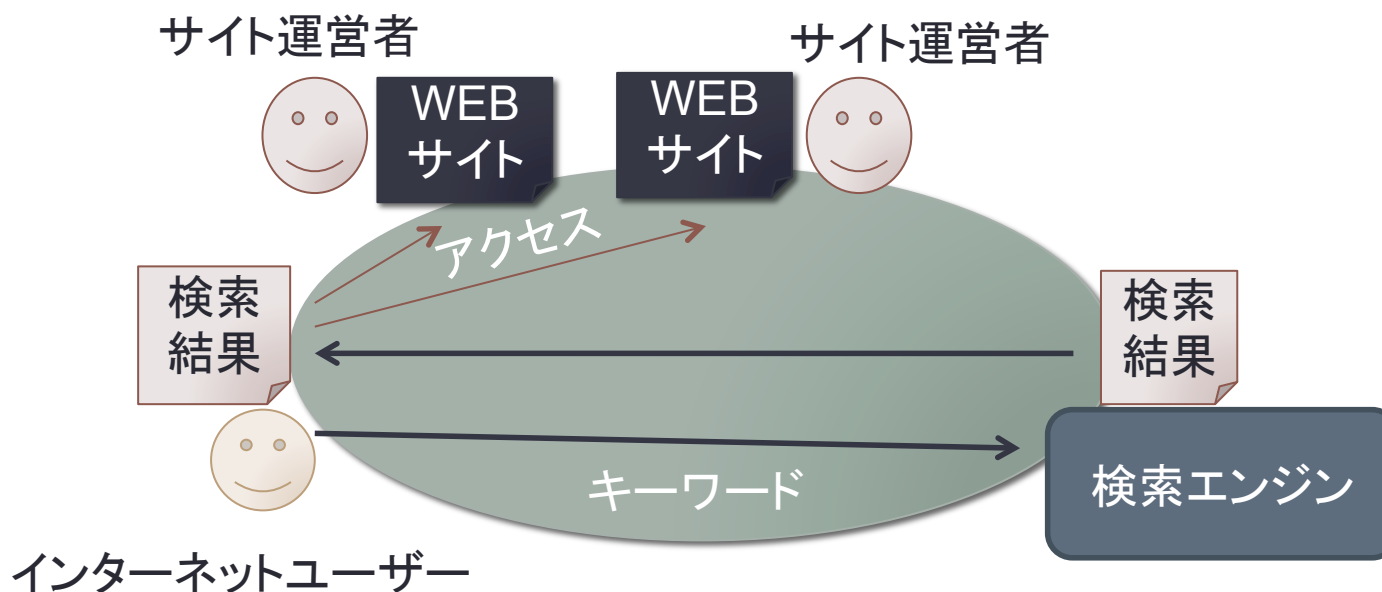 サイト運営者
サイト運営者
WEB
サイト
WEB
サイト
アクセス
検索
結果
検索
結果
キーワード
検索エンジン
インターネットユーザー